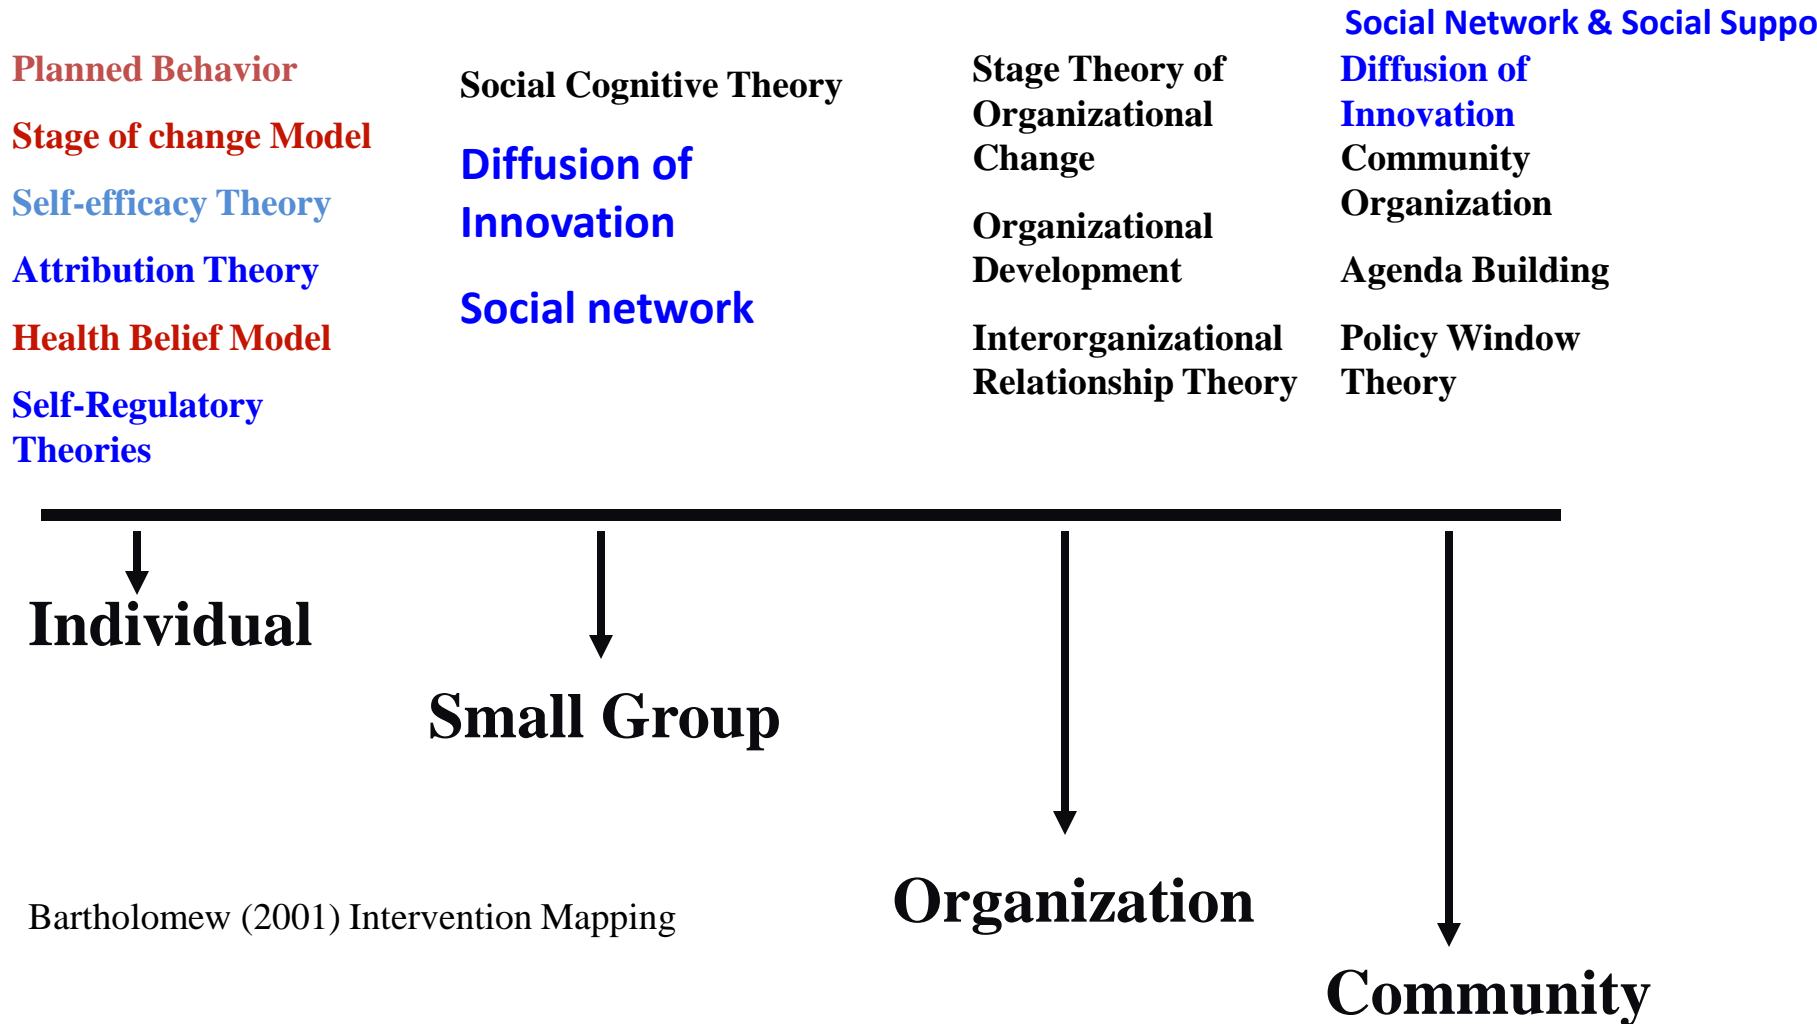 Planned Behavior
Stage of change Model
Self-efficacy Theory
Attribution Theory
Health Belief Model
Self-Regulatory
Theories
Social Cognitive Theory
Diffusion of
Innovation
Social network
Stage Theory of
Organizational
Change
Organizational
Development
Interorganizational
Relationship Theory
Social Network & Social Suppo
Diffusion of
Innovation
Community
Organization
Agenda Building
Policy Window
Theory
Individual
Small Group
Organization
Community
Bartholomew (2001) Intervention Mapping